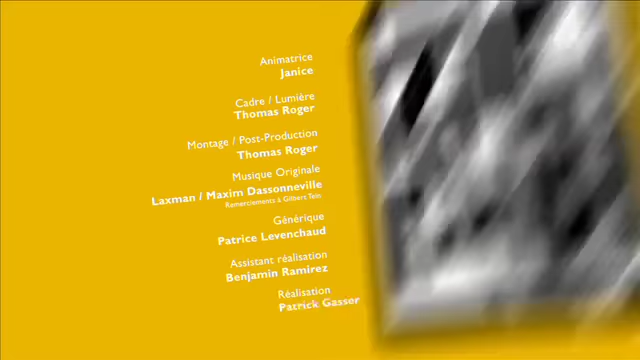 Animatrice
Janice
Cadre / Lumière
Thomas Roger
Montage / Post-Production
Thomas Roger
Musique Originale
Laxman / Maxim Dassonneville
Remerciements à Gilbert Tein
Générique
Patrice Levenchaud
Assistant réalisation
Benjamin Ramirez
Réalisation
Patrick Gasser